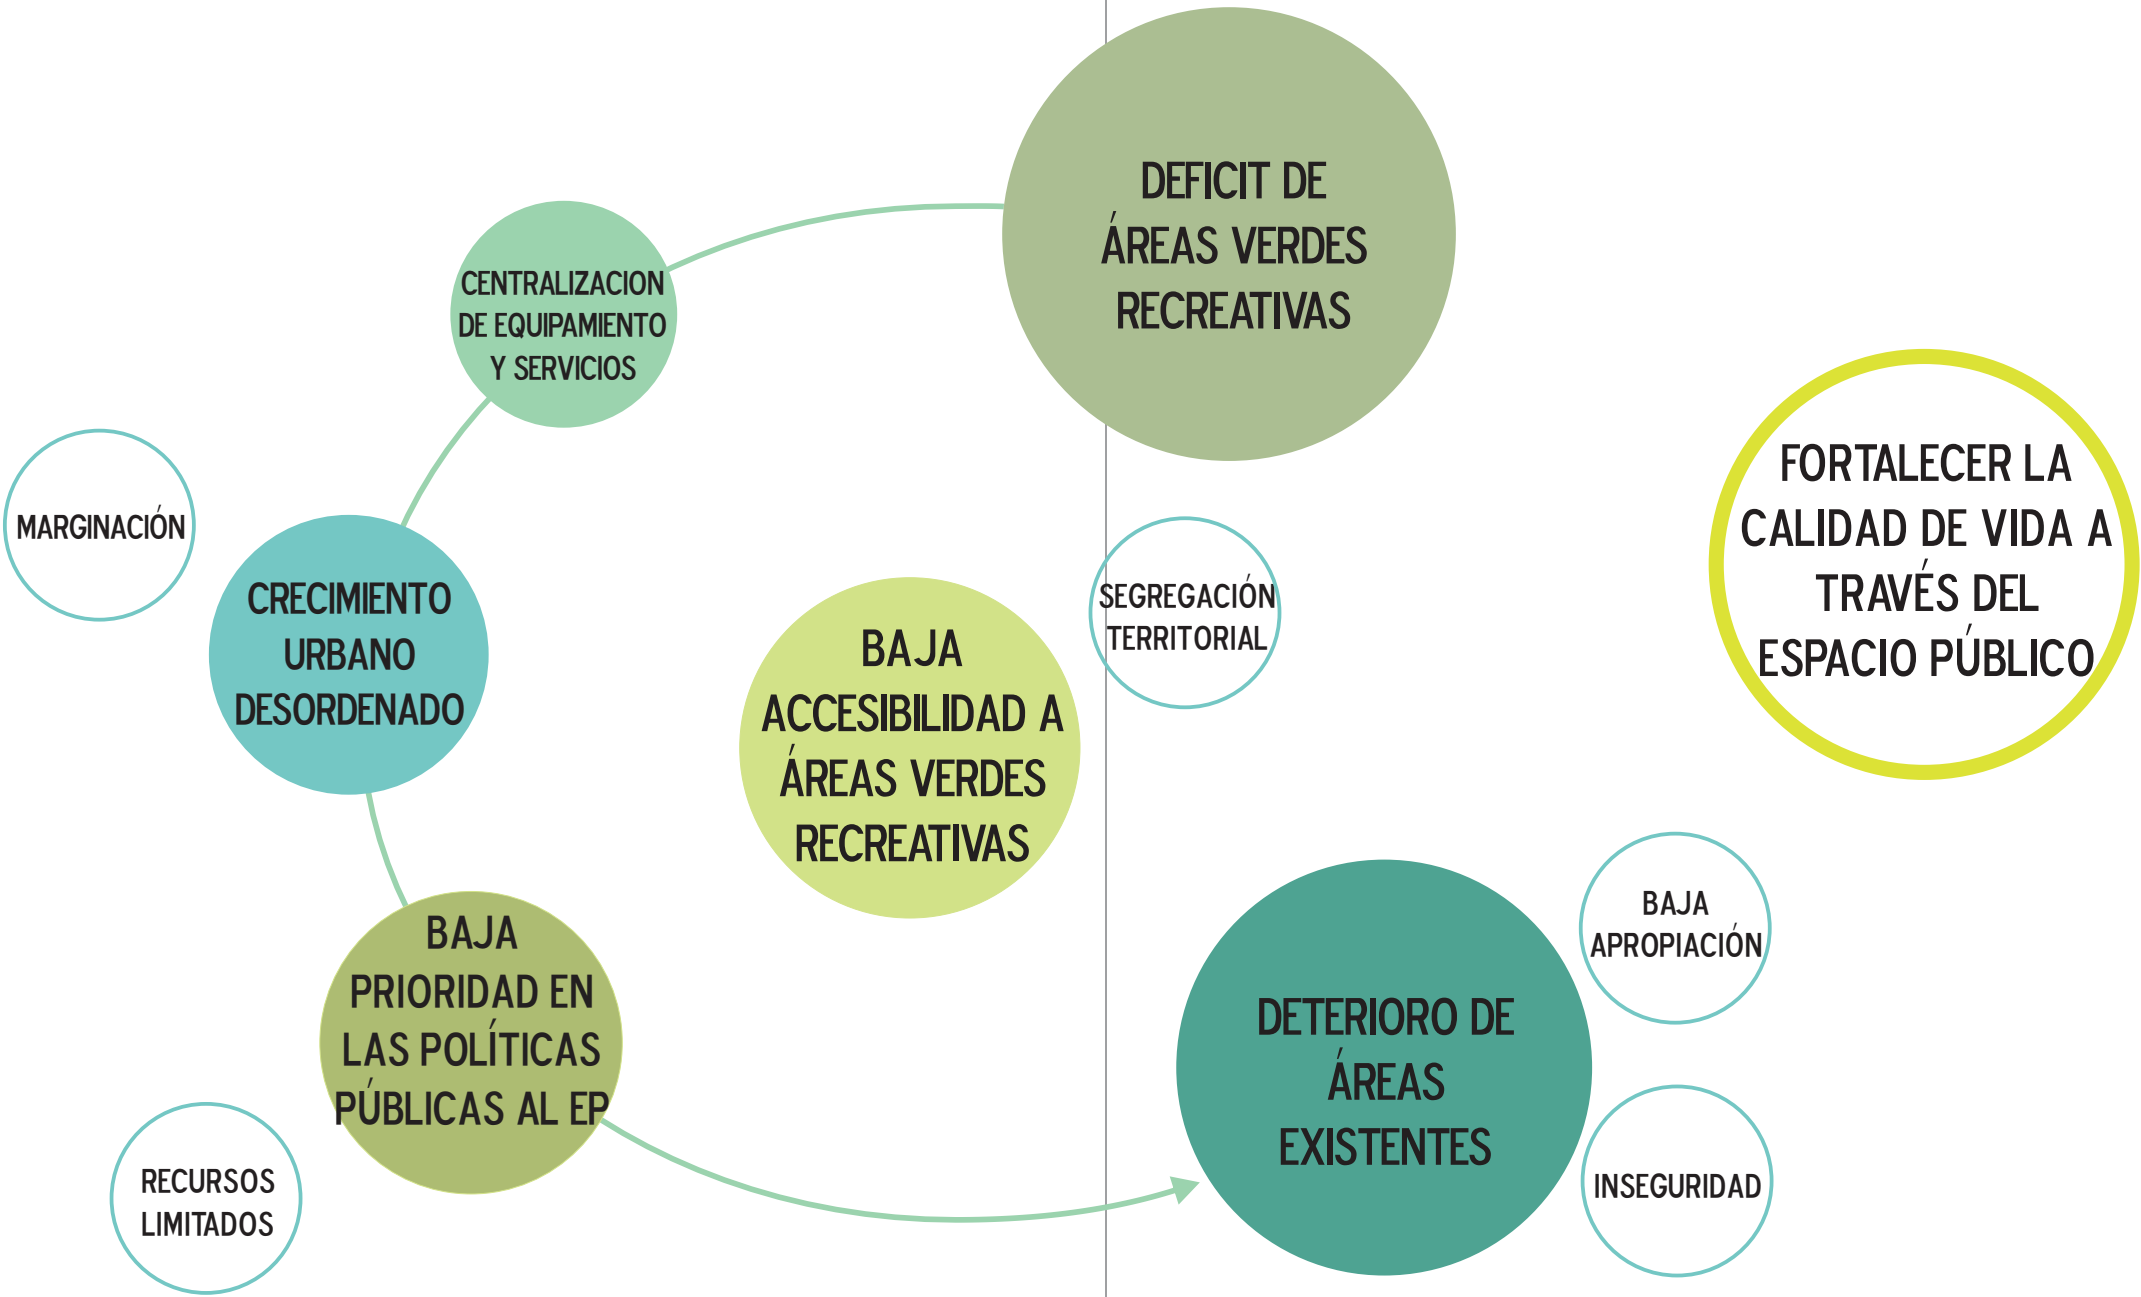 DEFICIT DE
ÁREAS VERDES
RECREATIVAS
CENTRALIZACION
DE EQUIPAMIENTO
Y SERVICIOS
MARGINACIÓN
CRECIMIENTO
URBANO
DESORDENADO
BAJA
ACCESIBILIDAD A
ÁREAS VERDES
RECREATIVAS
SEGREGACIÓN
TERRITORIAL
FORTALECER LA
CALIDAD DE VIDA A
TRAVÉS DEL
ESPACIO PÚBLICO
BAJA
PRIORIDAD EN
LAS POLÍTICAS
PÚBLICAS AL EP
RECURSOS
LIMITADOS
DETERIORO DE
ÁREAS
EXISTENTES
BAJA
APROPIACIÓN
INSEGURIDAD